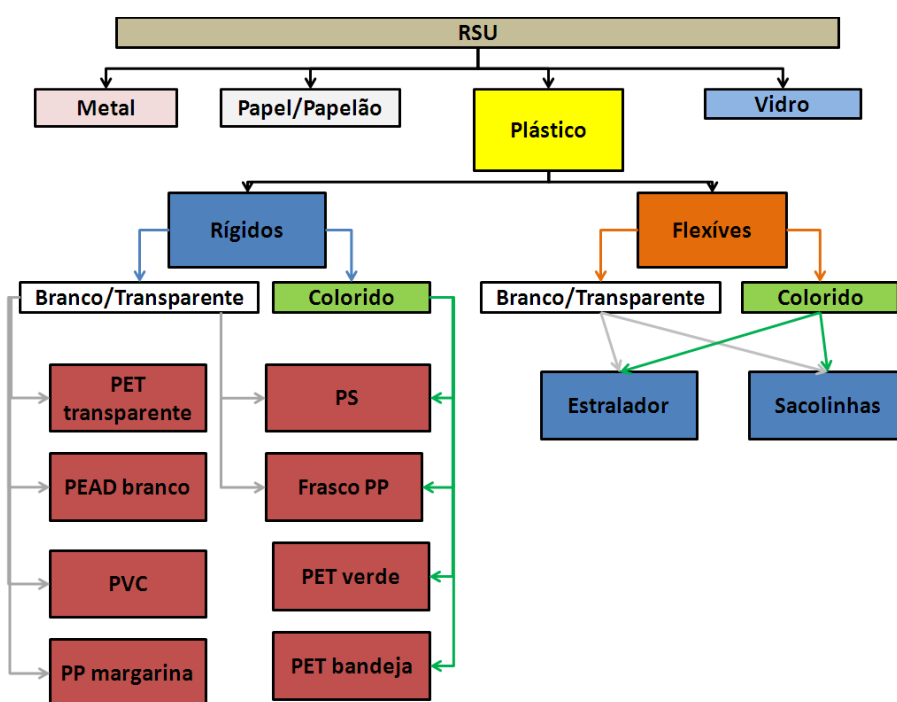 RSU
Metal
Papel/Papelão
Plástico
Vidro
Rígidos
Flexíves
Branco/Transparente
Colorido
Branco/Transparente
Colorido
PET
transparente
PS
Estralador
Sacolinhas
PEAD branco
Frasco PP
PVC
PET verde
PP margarina
PET bandeja